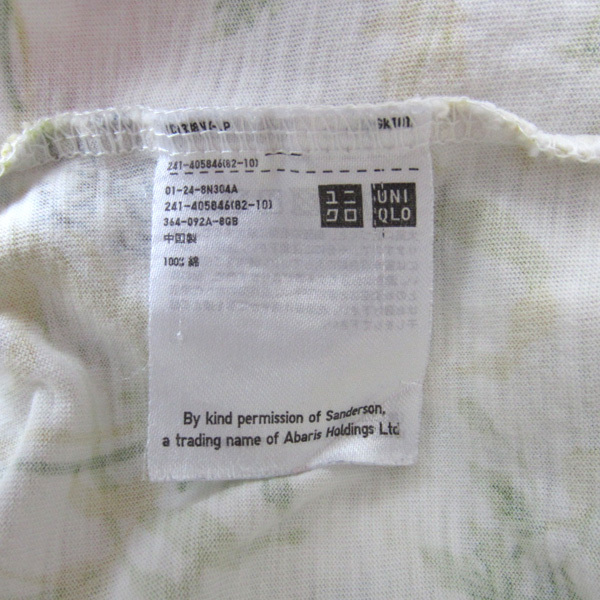 241-405846(82-10)
01-24-8N304A
241-405846(82-10)
364-092A-8GB
中国製
100% 綿
ユニ
クロ
UNI
QLO
By kind permission of Sanderson,
a trading name of Abaris Holdings Ltd